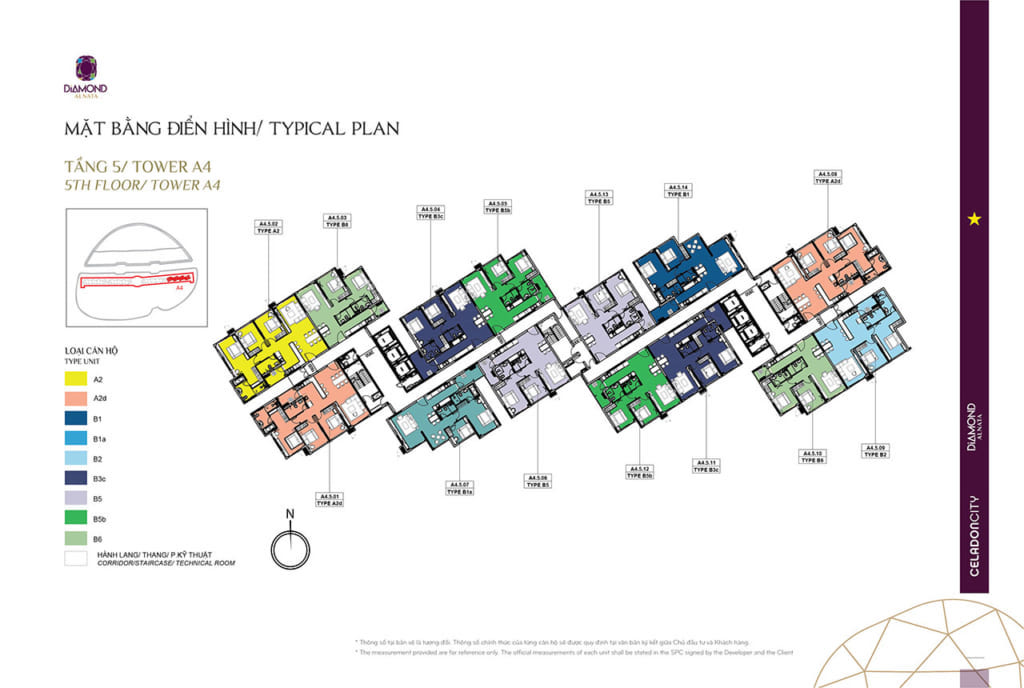 DIAMOND
ALNATA
MẶT BẰNG ĐIỂN HÌNH/ TYPICAL PLAN
TẦNG 5/ TOWER A4
5TH FLOOR/ TOWER A4
A4
LOẠI CĂN HỘ
TYPE UNIT
A2
A2d
B1
B1a
B2
B3c
B5
B5b
B6
HÀNH LANG/ THANG/ P.KỸ THUẬT
CORRIDOR/STAIRCASE/ TECHNICAL ROOM
A4.5.02
TYPE A2
A4.5.03
TYPE B6
A4.5.04
TYPE B3c
A4.5.05
TYPE B5b
A4.5.13
TYPE B5
A4.5.14
TYPE B1
A4.5.08
TYPE A2d
A4.5.01
TYPE A2d
A4.5.07
TYPE B1a
A4.5.06
TYPE B5
A4.5.12
TYPE B5b
A4.5.11
TYPE B3c
A4.5.10
TYPE B6
A4.5.09
TYPE B2
N
DIAMOND
ALNATA
CELADONCITY
* Thông số tại bản vẽ là tương đối. Thông số chính thức của từng căn hộ sẽ được quy định tại văn bản ký kết giữa Chủ đầu tư và Khách hàng.
* The measurement provided are for reference only. The official measurements of each unit shall be stated in the SPC signed by the Developer and the Client